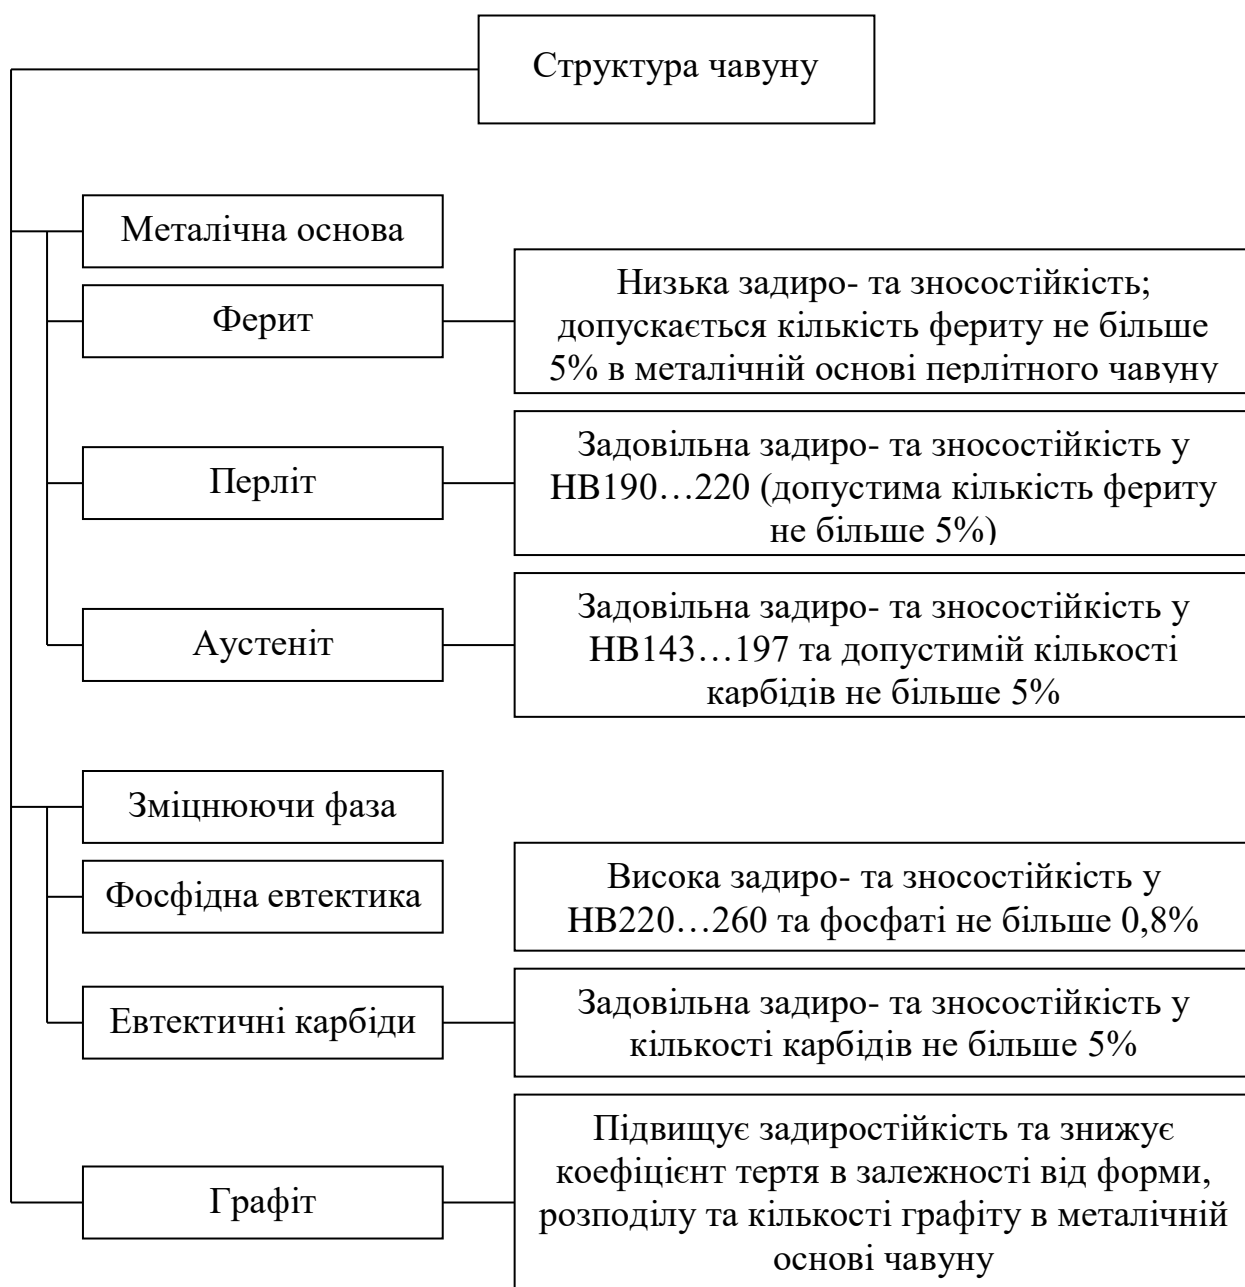 Структура чавуну
Металічна основа
Ферит
Низька задиро- та зносостійкість;
допускається кількість фериту не більше
5% в металічній основі перлітного чавуну
Перліт
Задовільна задиро- та зносостійкість у
НВ190…220 (допустима кількість фериту
не більше 5%)
Аустеніт
Задовільна задиро- та зносостійкість у
НВ143…197 та допустимій кількості
карбідів не більше 5%
Зміцнюючи фаза
Фосфідна евтектика
Висока задиро- та зносостійкість у
НВ220…260 та фосфаті не більше 0,8%
Евтектичні карбіди
Задовільна задиро- та зносостійкість у
кількості карбідів не більше 5%
Графіт
Підвищує задиростійкість та знижує
коефіцієнт тертя в залежності від форми,
розподілу та кількості графіту в металічній
основі чавуну